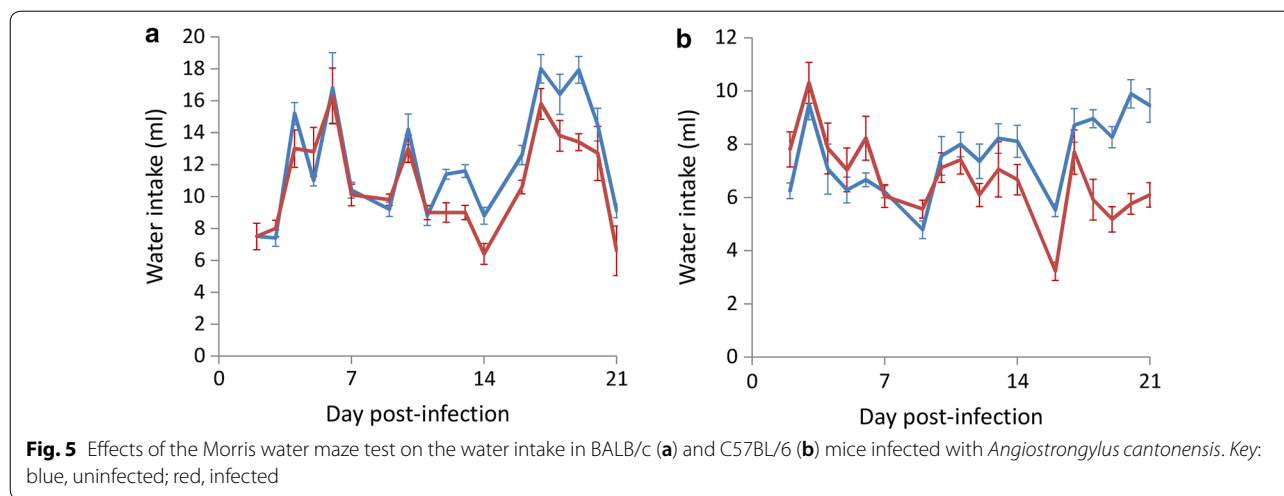 a
20
18
16
14
12
10
8
6
4
2
0
Water intake (ml)
0 7 14 21
Day post-infection
b
12
10
8
6
4
2
0
Water intake (ml)
0 7 14 21
Day post-infection
Fig. 5 Effects of the Morris water maze test on the water intake in BALB/c (a) and C57BL/6 (b) mice infected with Angiostrongylus cantonensis. Key:
blue, uninfected; red, infected